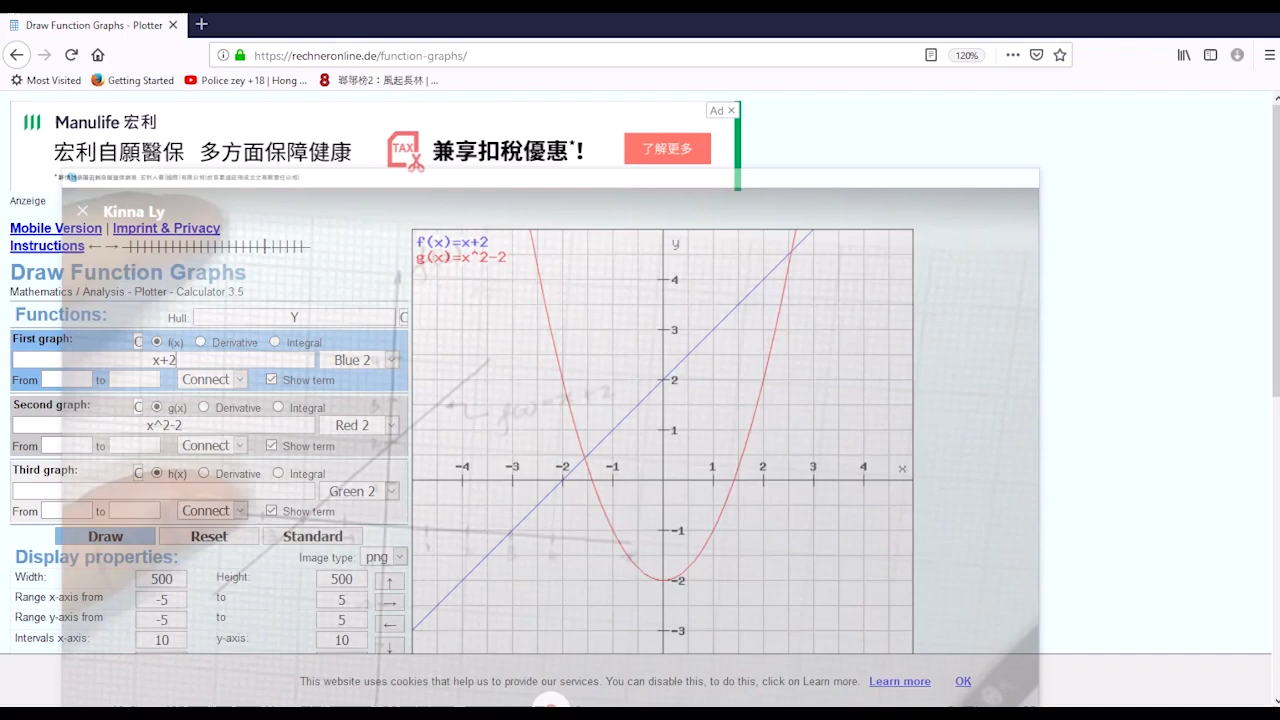 Draw Function Graphs - Plotter
https://rechneronline.de/function-graphs/
120%
Most Visited Getting Started Police zey +18 | Hong ... 瑯琊榜2：風起長林 | ...
Ad
Manulife 宏利
宏利自願醫保 多方面保障健康
TAX 兼享扣稅優惠*！ 了解更多
Anzeige
Kinna Ly
Mobile Version | Imprint & Privacy
Instructions ← →
Draw Function Graphs
Mathematics / Analysis - Plotter - Calculator 3.5
Functions: Hull: Y C
First graph: C f(x) Derivative Integral
x+2 Blue 2
From to Connect Show term
Second graph: C g(x) Derivative Integral
x^2-2 Red 2
From to Connect Show term
Third graph: C h(x) Derivative Integral
Green 2
From to Connect Show term
Draw Reset Standard
Display properties: Image type: png
Width: 500 Height: 500 ↑
Range x-axis from -5 to 5 →
Range y-axis from -5 to 5 ←
Intervals x-axis: 10 y-axis: 10 ↓
f(x)=x+2
g(x)=x^2-2
y
4
3
2
1
-4 -3 -2 -1 1 2 3 4 x
-1
-2
-3
This website uses cookies that help us to provide our services. You can disable this, to do this, click on Learn more. Learn more OK